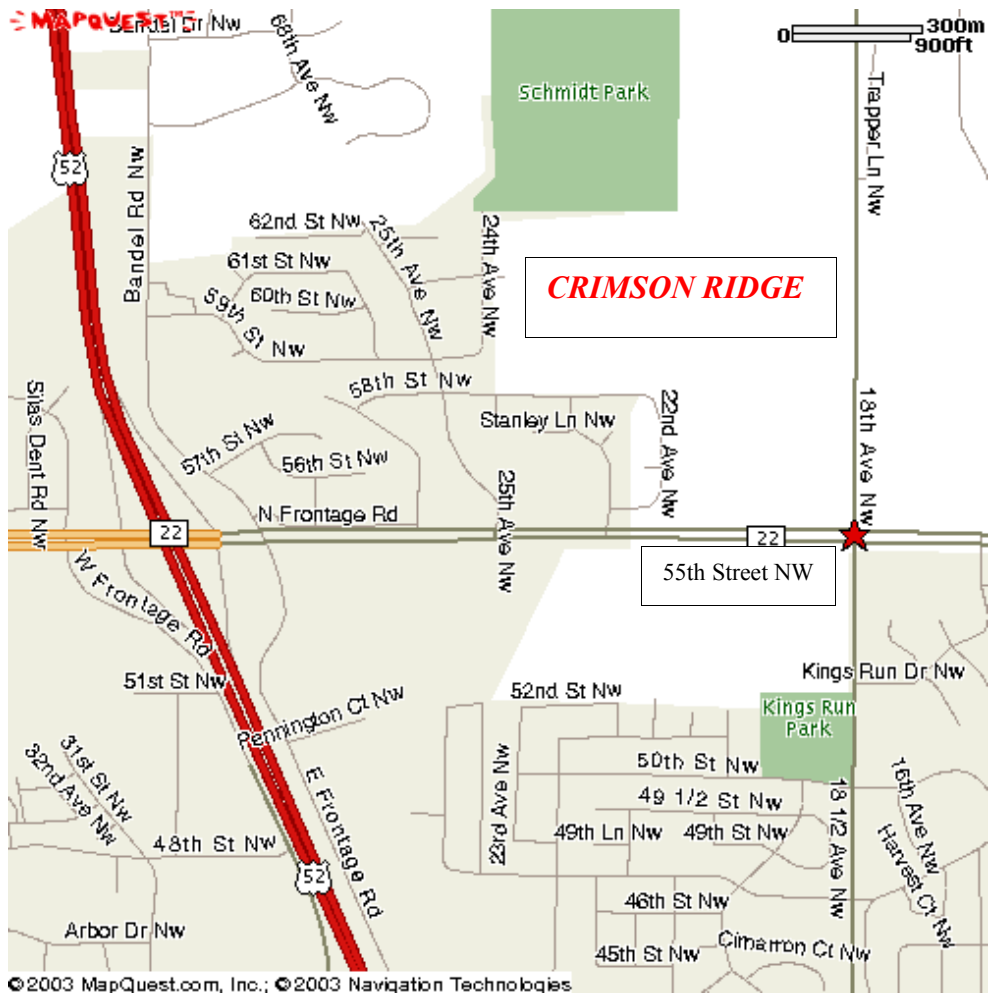 MAPQUEST™
Bandel Dr Nw
68th Ave Nw
0
300m
900ft
Schmidt Park
Trapper Ln Nw
52
Bandel Rd Nw
62nd St Nw
25th Ave Nw
24th Ave Nw
61st St Nw
60th St Nw
59th St Nw
CRIMSON RIDGE
58th St Nw
Stanley Ln Nw
22nd Ave Nw
18th Ave Nw
Silas Dent Rd Nw
57th St Nw
56th St Nw
N Frontage Rd
25th Ave Nw
22
22
55th Street NW
W Frontage Rd
51st St Nw
Pennington Ct Nw
52nd St Nw
Kings Run Dr Nw
Kings Run
Park
31st St Nw
32nd Ave Nw
E Frontage Rd
23rd Ave Nw
50th St Nw
49 1/2 St Nw
49th Ln Nw
49th St Nw
18 1/2 Ave Nw
16th Ave Nw
Harvest Ct Nw
48th St Nw
52
46th St Nw
Arbor Dr Nw
45th St Nw
Cimarron Ct Nw
©2003 MapQuest.com, Inc.; ©2003 Navigation Technologies